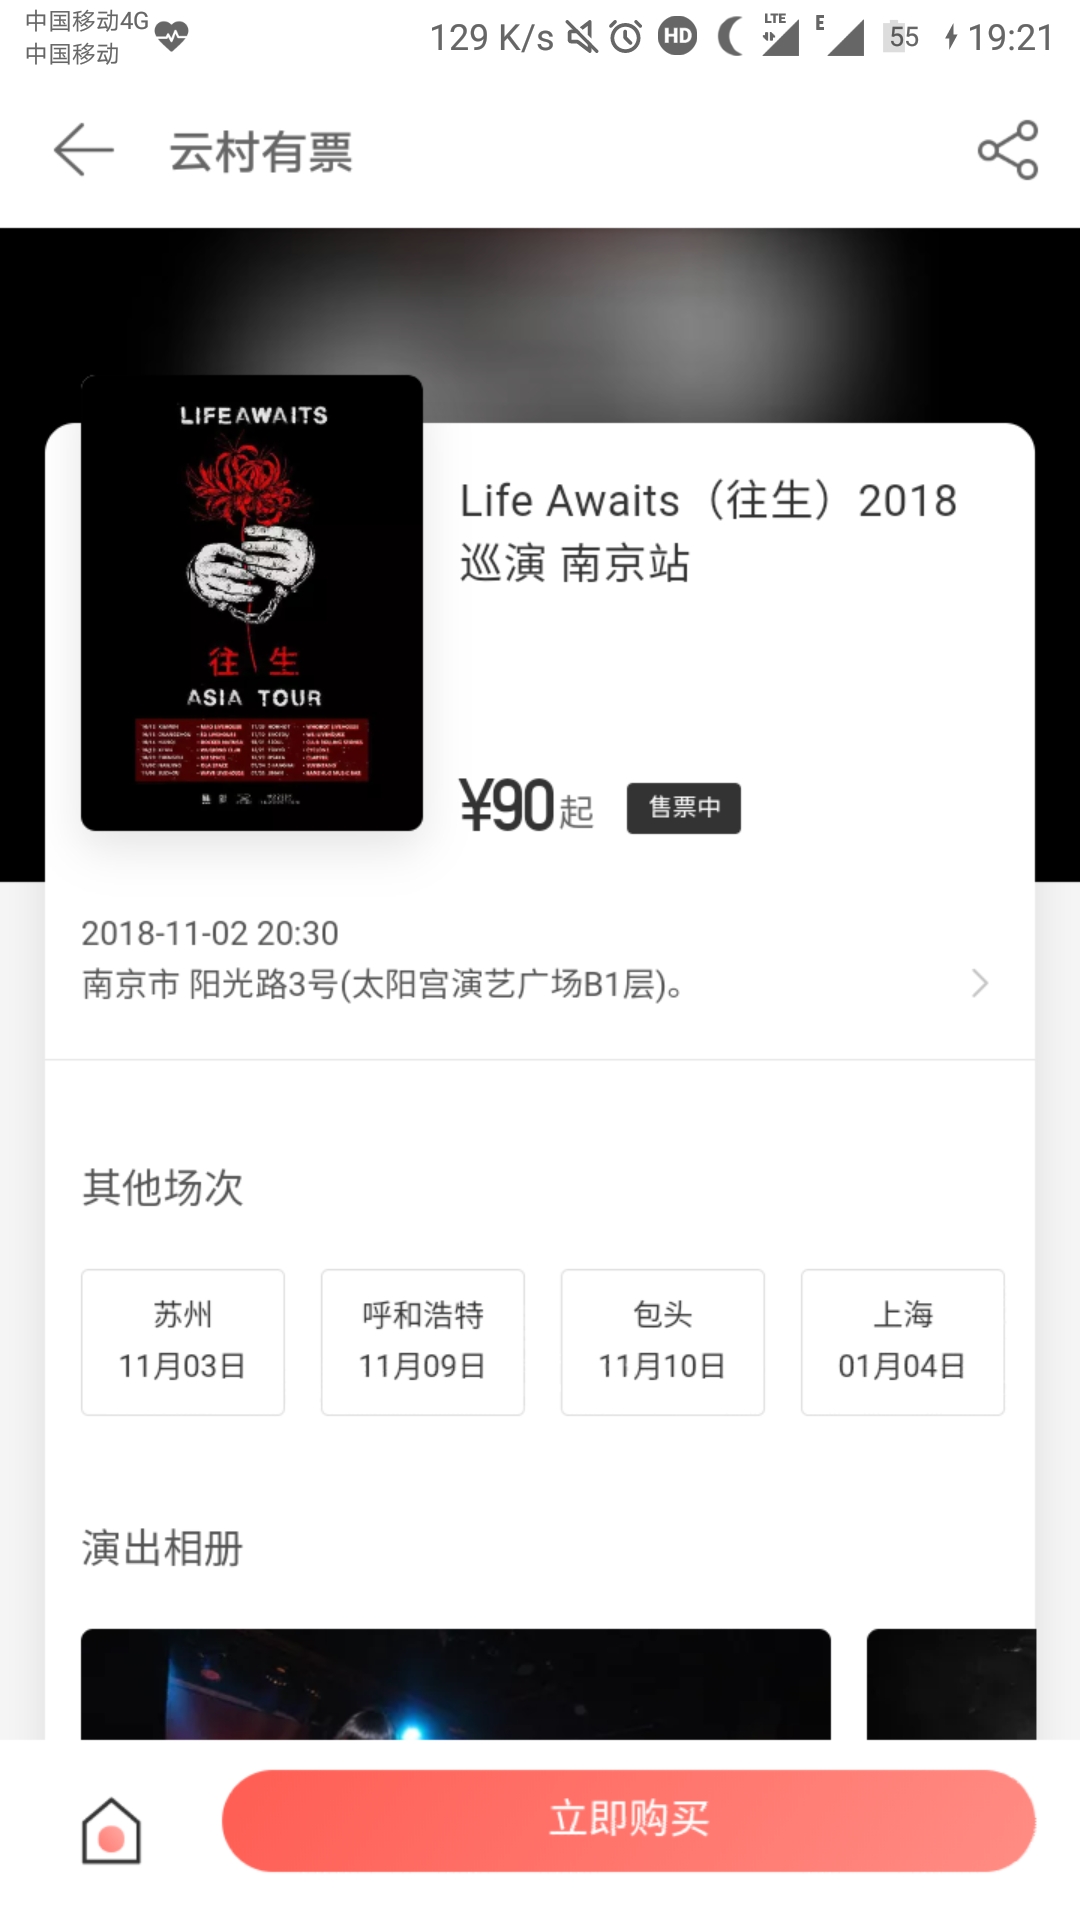 中国移动4G
中国移动
129 K/s HD LTE E 55 19:21
云村有票
LIFE AWAITS
往生
ASIA TOUR
Life Awaits（往生）2018
巡演 南京站
¥90起 售票中
2018-11-02 20:30
南京市 阳光路3号(太阳宫演艺广场B1层)。
其他场次
苏州 呼和浩特 包头 上海
11月03日 11月09日 11月10日 01月04日
演出相册
立即购买